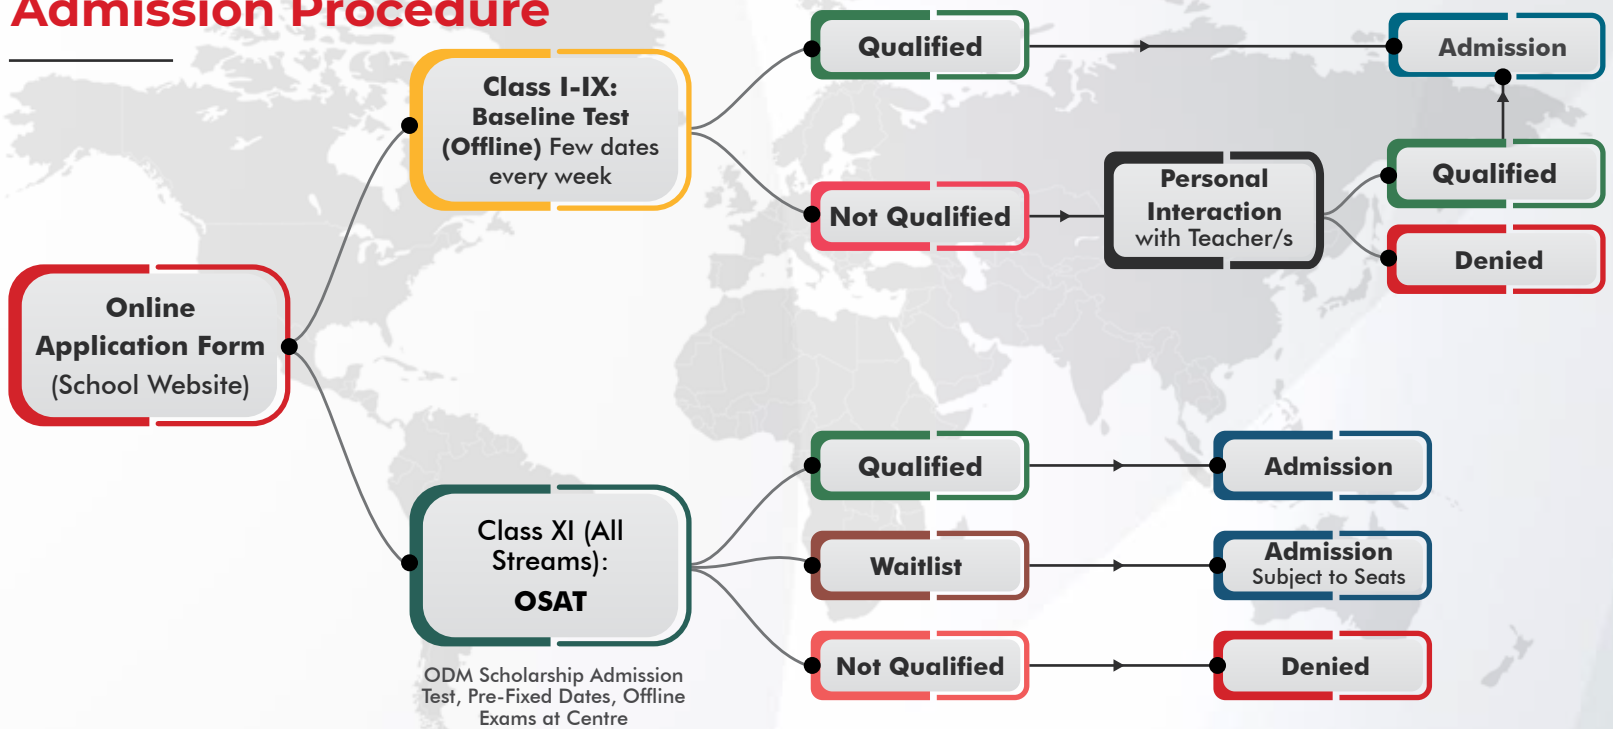 Admission Procedure
Online
Application Form
(School Website)
Class I-IX:
Baseline Test
(Offline) Few dates
every week
Qualified
Admission
Not Qualified
Personal
Interaction
with Teacher/s
Qualified
Denied
Class XI (All
Streams):
OSAT
ODM Scholarship Admission
Test, Pre-Fixed Dates, Offline
Exams at Centre
Qualified
Admission
Waitlist
Admission
Subject to Seats
Not Qualified
Denied